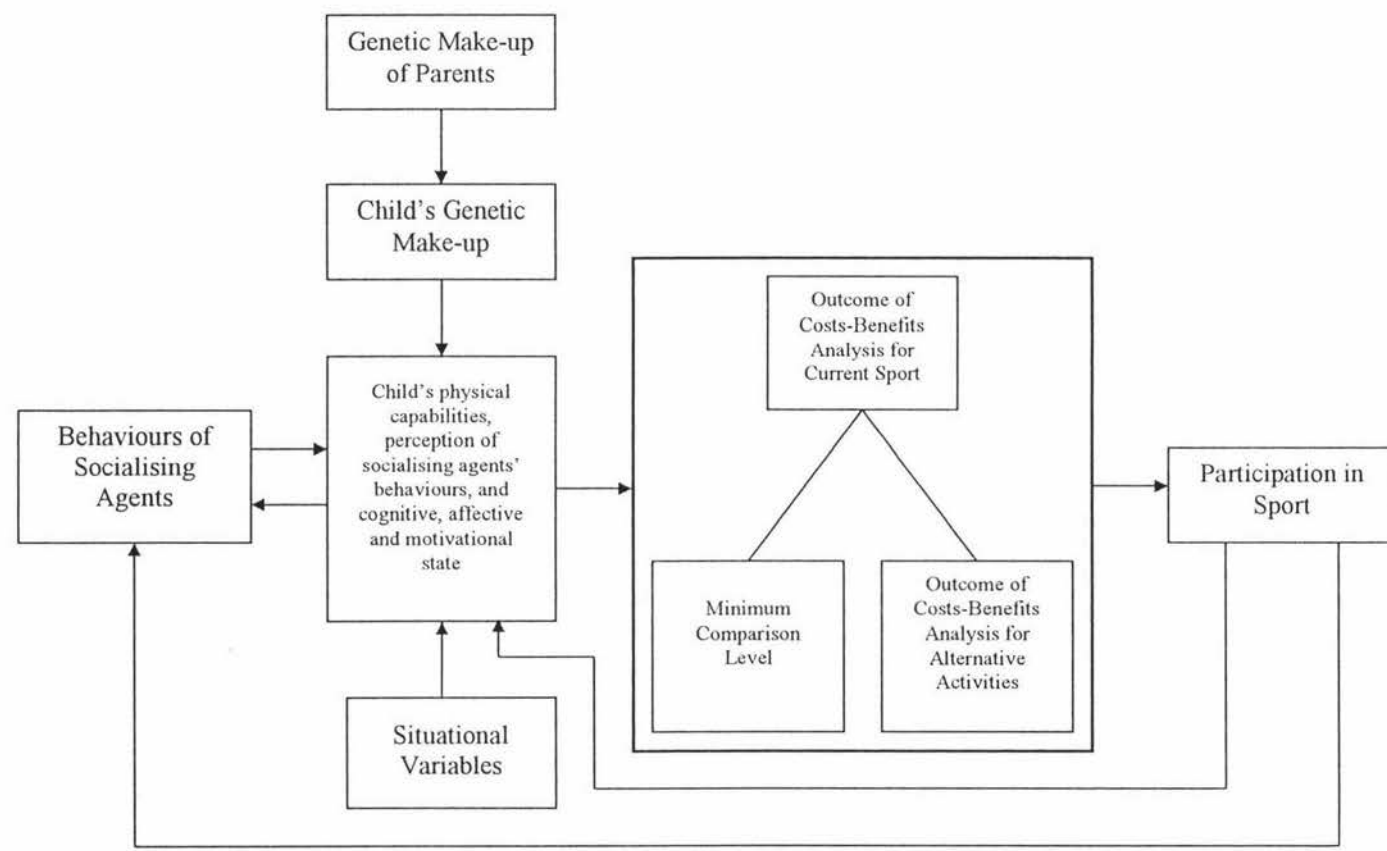 Genetic Make-up
of Parents
Child's Genetic
Make-up
Outcome of
Costs-Benefits
Analysis for
Current Sport
Child's physical
capabilities,
perception of
socialising agents'
behaviours, and
cognitive, affective
and motivational
state
Behaviours of
Socialising
Agents
Participation in
Sport
Minimum
Comparison
Level
Outcome of
Costs-Benefits
Analysis for
Alternative
Activities
Situational
Variables